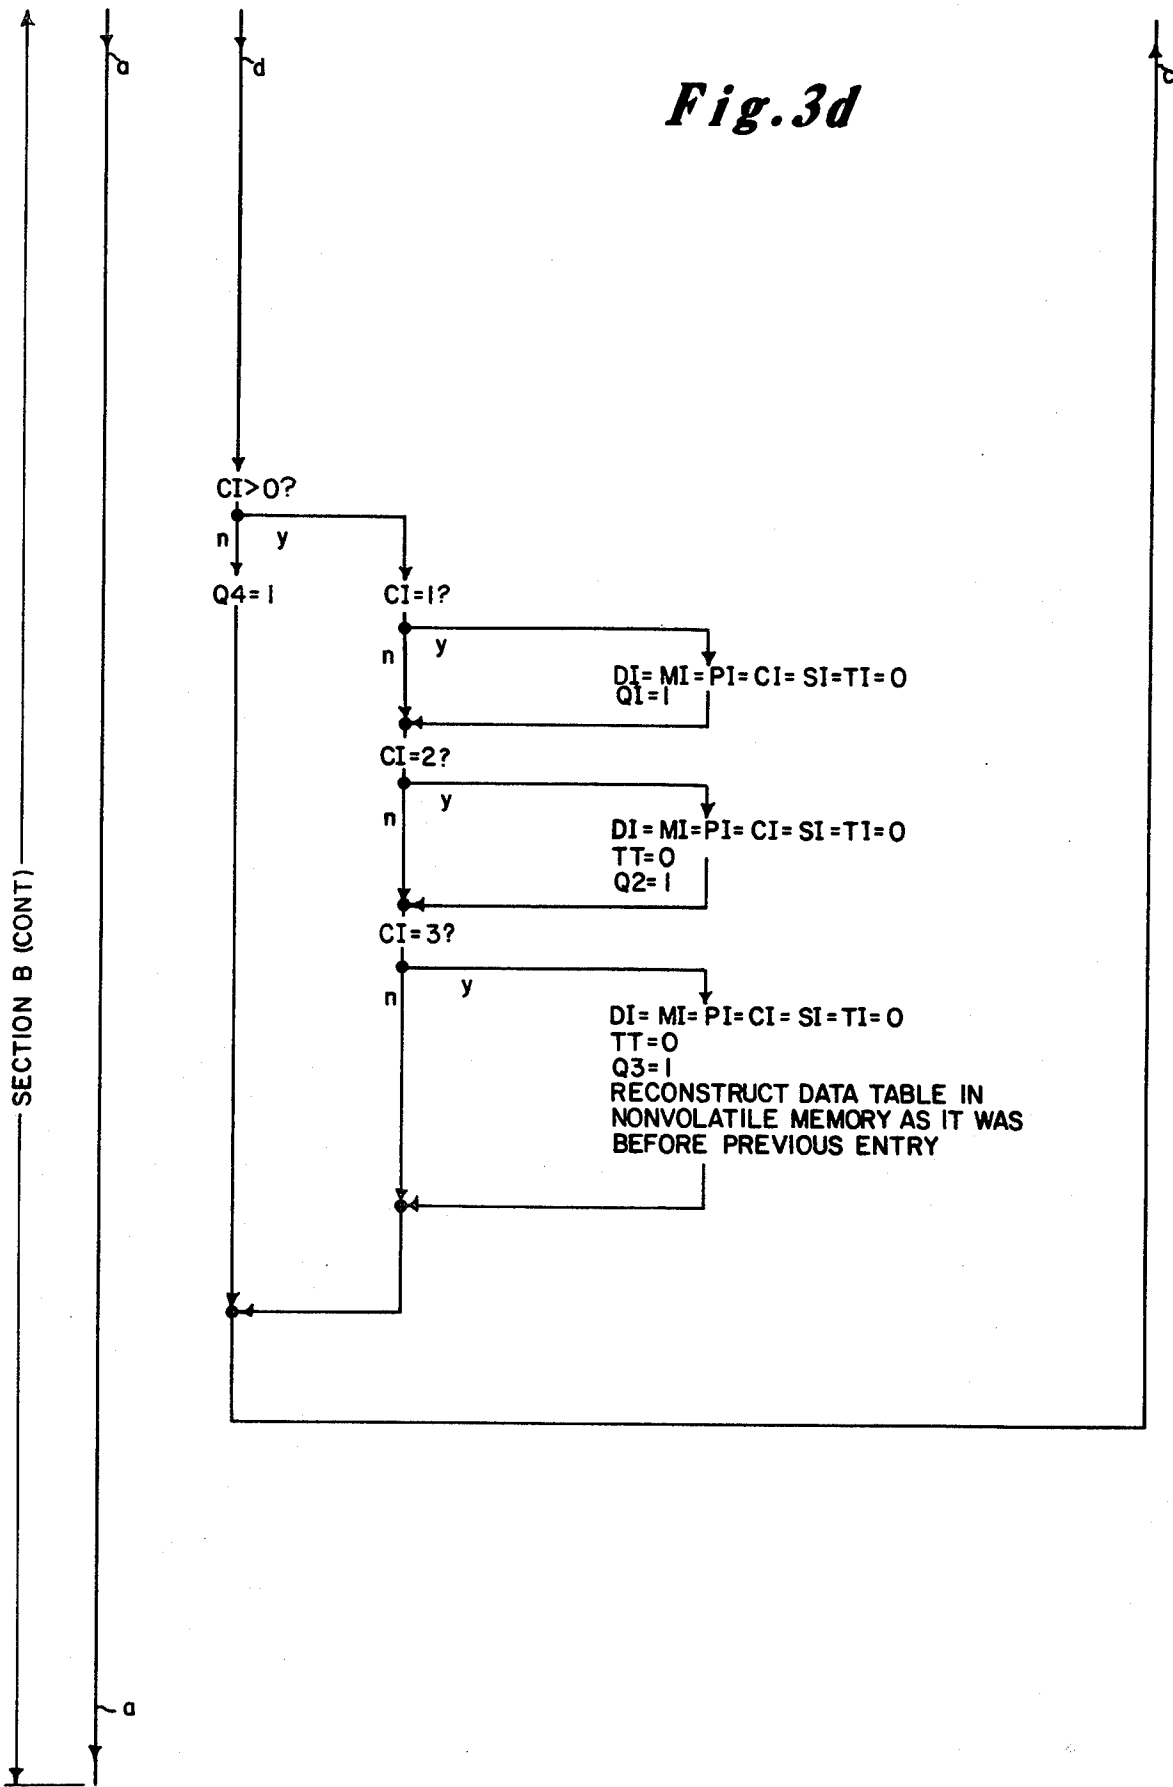 a
d
c
Fig.3d
CI>0?
n
y
Q4=1
CI=1?
n
y
DI=MI=PI=CI=SI=TI=0
Q1=1
CI=2?
n
y
DI=MI=PI=CI=SI=TI=0
TT=0
Q2=1
SECTION B (CONT)
CI=3?
n
y
DI=MI=PI=CI=SI=TI=0
TT=0
Q3=1
RECONSTRUCT DATA TABLE IN
NONVOLATILE MEMORY AS IT WAS
BEFORE PREVIOUS ENTRY
a